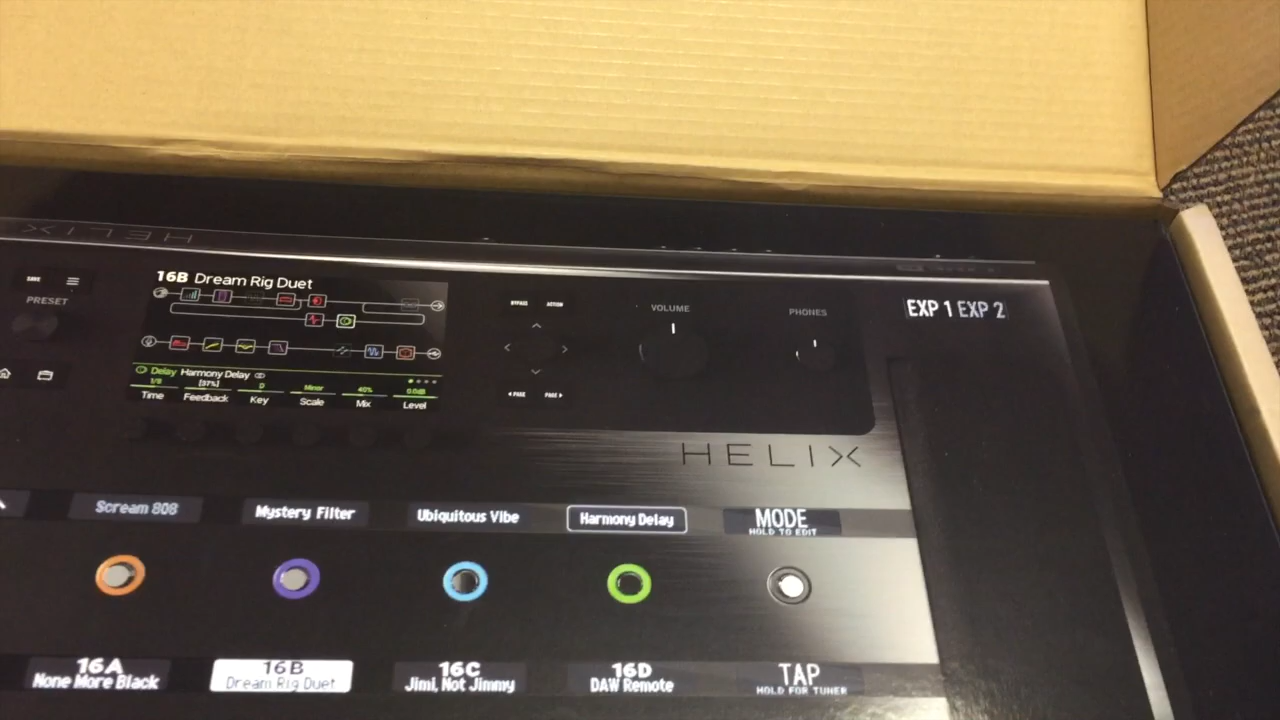 HELIX
16B Dream Rig Duet
SAVE
PRESET
BYPASS ACTION
VOLUME
PHONES
EXP 1 EXP 2
Delay Harmony Delay
1/8 [37%] D Minor 40% 0.0dB
Time Feedback Key Scale Mix Level
◀ PAGE PAGE ▶
HELIX
Scream 808 Mystery Filter Ubiquitous Vibe Harmony Delay MODE
HOLD TO EDIT
16A 16B 16C 16D TAP
None More Black Dream Rig Duet Jimi, Not Jimmy DAW Remote HOLD FOR TUNER